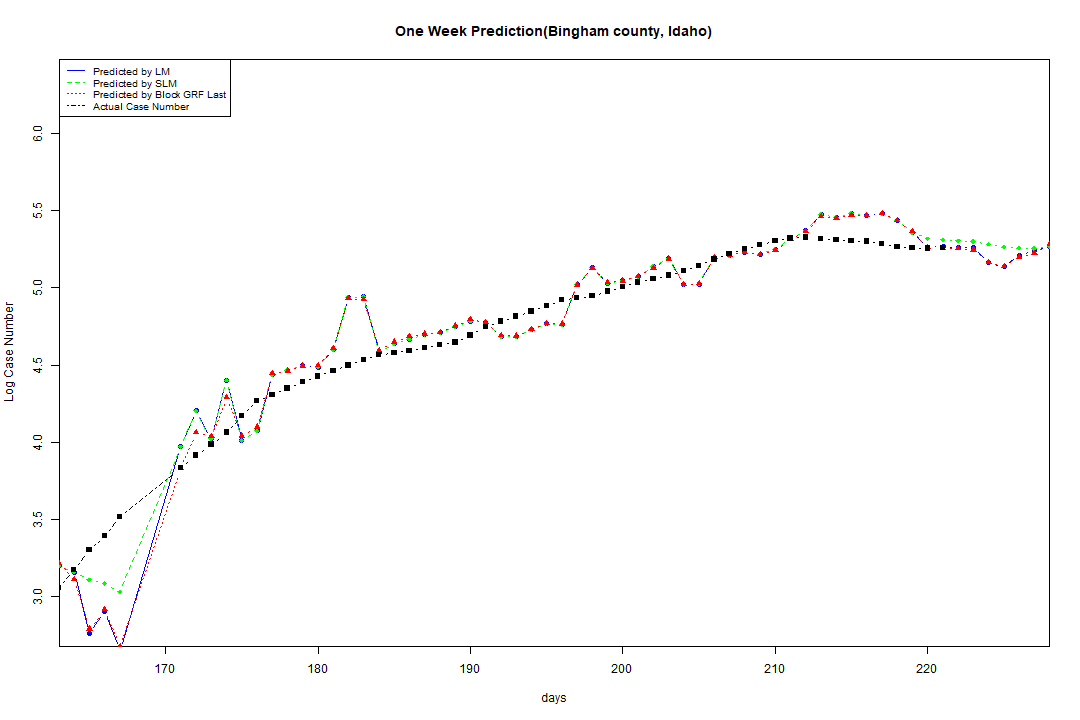 One Week Prediction(Bingham county, Idaho)
Predicted by LM
Predicted by SLM
Predicted by Block GRF Last
Actual Case Number
6.0
5.5
5.0
4.5
4.0
3.5
3.0
Log Case Number
170 180 190 200 210 220
days